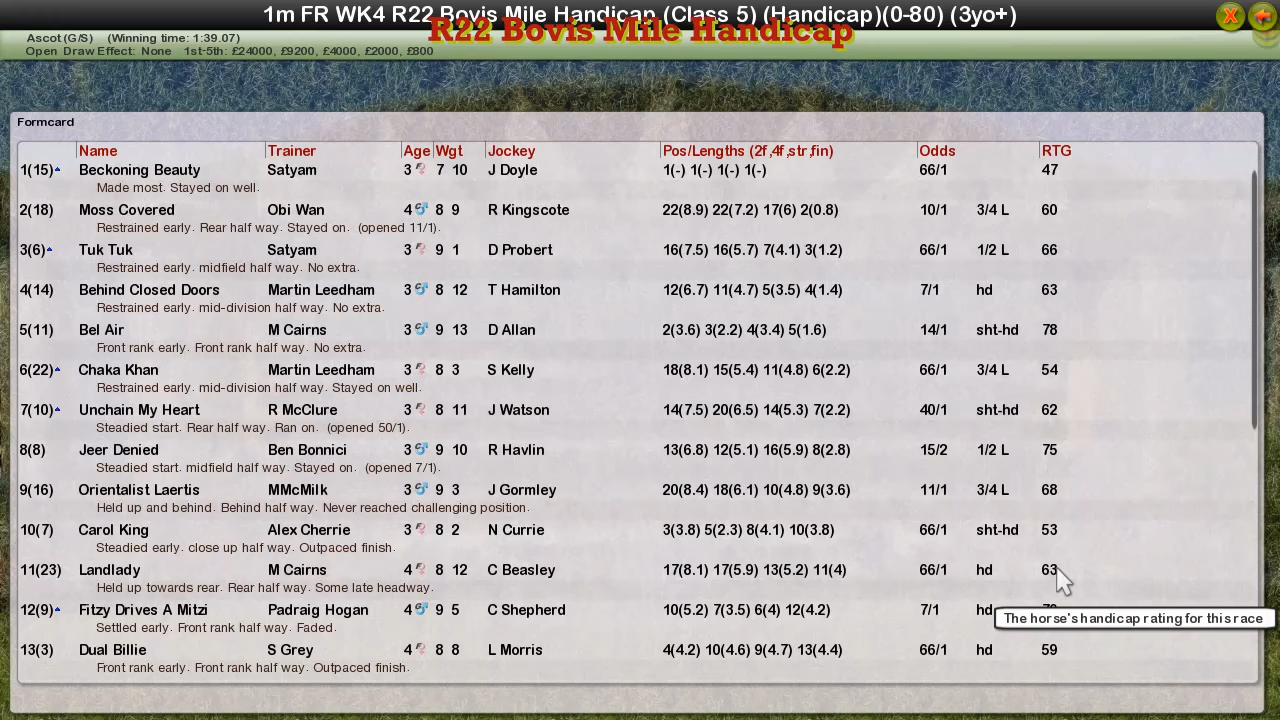 1m FR WK4 R22 Bovis Mile Handicap (Class 5) (Handicap)(0-80) (3yo+)
R22 Bovis Mile Handicap
Ascot(G/S) (Winning time: 1:39.07)
Open Draw Effect: None 1st-5th: £24000, £9200, £4000, £2000, £800
Formcard
Name Trainer Age Wgt Jockey Pos/Lengths (2f,4f,str,fin) Odds RTG
1(15) Beckoning Beauty Satyam 3 7 10 J Doyle 1(-) 1(-) 1(-) 1(-) 66/1 47
Made most. Stayed on well.
2(18) Moss Covered Obi Wan 4 8 9 R Kingscote 22(8.9) 22(7.2) 17(6) 2(0.8) 10/1 3/4 L 60
Restrained early. Rear half way. Stayed on. (opened 11/1).
3(6) Tuk Tuk Satyam 3 9 1 D Probert 16(7.5) 16(5.7) 7(4.1) 3(1.2) 66/1 1/2 L 66
Restrained early. midfield half way. No extra.
4(14) Behind Closed Doors Martin Leedham 3 8 12 T Hamilton 12(6.7) 11(4.7) 5(3.5) 4(1.4) 7/1 hd 63
Restrained early. mid-division half way. No extra.
5(11) Bel Air M Cairns 3 9 13 D Allan 2(3.6) 3(2.2) 4(3.4) 5(1.6) 14/1 sht-hd 78
Front rank early. Front rank half way. No extra.
6(22) Chaka Khan Martin Leedham 3 8 3 S Kelly 18(8.1) 15(5.4) 11(4.8) 6(2.2) 66/1 3/4 L 54
Restrained early. mid-division half way. Stayed on well.
7(10) Unchain My Heart R McClure 3 8 11 J Watson 14(7.5) 20(6.5) 14(5.3) 7(2.2) 40/1 sht-hd 62
Steadied start. Rear half way. Ran on. (opened 50/1).
8(8) Jeer Denied Ben Bonnici 3 9 10 R Havlin 13(6.8) 12(5.1) 16(5.9) 8(2.8) 15/2 1/2 L 75
Steadied start. midfield half way. Stayed on. (opened 7/1).
9(16) Orientalist Laertis MMcMilk 3 9 3 J Gormley 20(8.4) 18(6.1) 10(4.8) 9(3.6) 11/1 3/4 L 68
Held up and behind. Behind half way. Never reached challenging position.
10(7) Carol King Alex Cherrie 3 8 2 N Currie 3(3.8) 5(2.3) 8(4.1) 10(3.8) 66/1 sht-hd 53
Steadied early. close up half way. Outpaced finish.
11(23) Landlady M Cairns 4 8 12 C Beasley 17(8.1) 17(5.9) 13(5.2) 11(4) 66/1 hd 63
Held up towards rear. Rear half way. Some late headway.
12(9) Fitzy Drives A Mitzi Padraig Hogan 4 9 5 C Shepherd 10(5.2) 7(3.5) 6(4) 12(4.2) 7/1 hd
The horse's handicap rating for this race
Settled early. Front rank half way. Faded.
13(3) Dual Billie S Grey 4 8 8 L Morris 4(4.2) 10(4.6) 9(4.7) 13(4.4) 66/1 hd 59
Front rank early. Front rank half way. Outpaced finish.